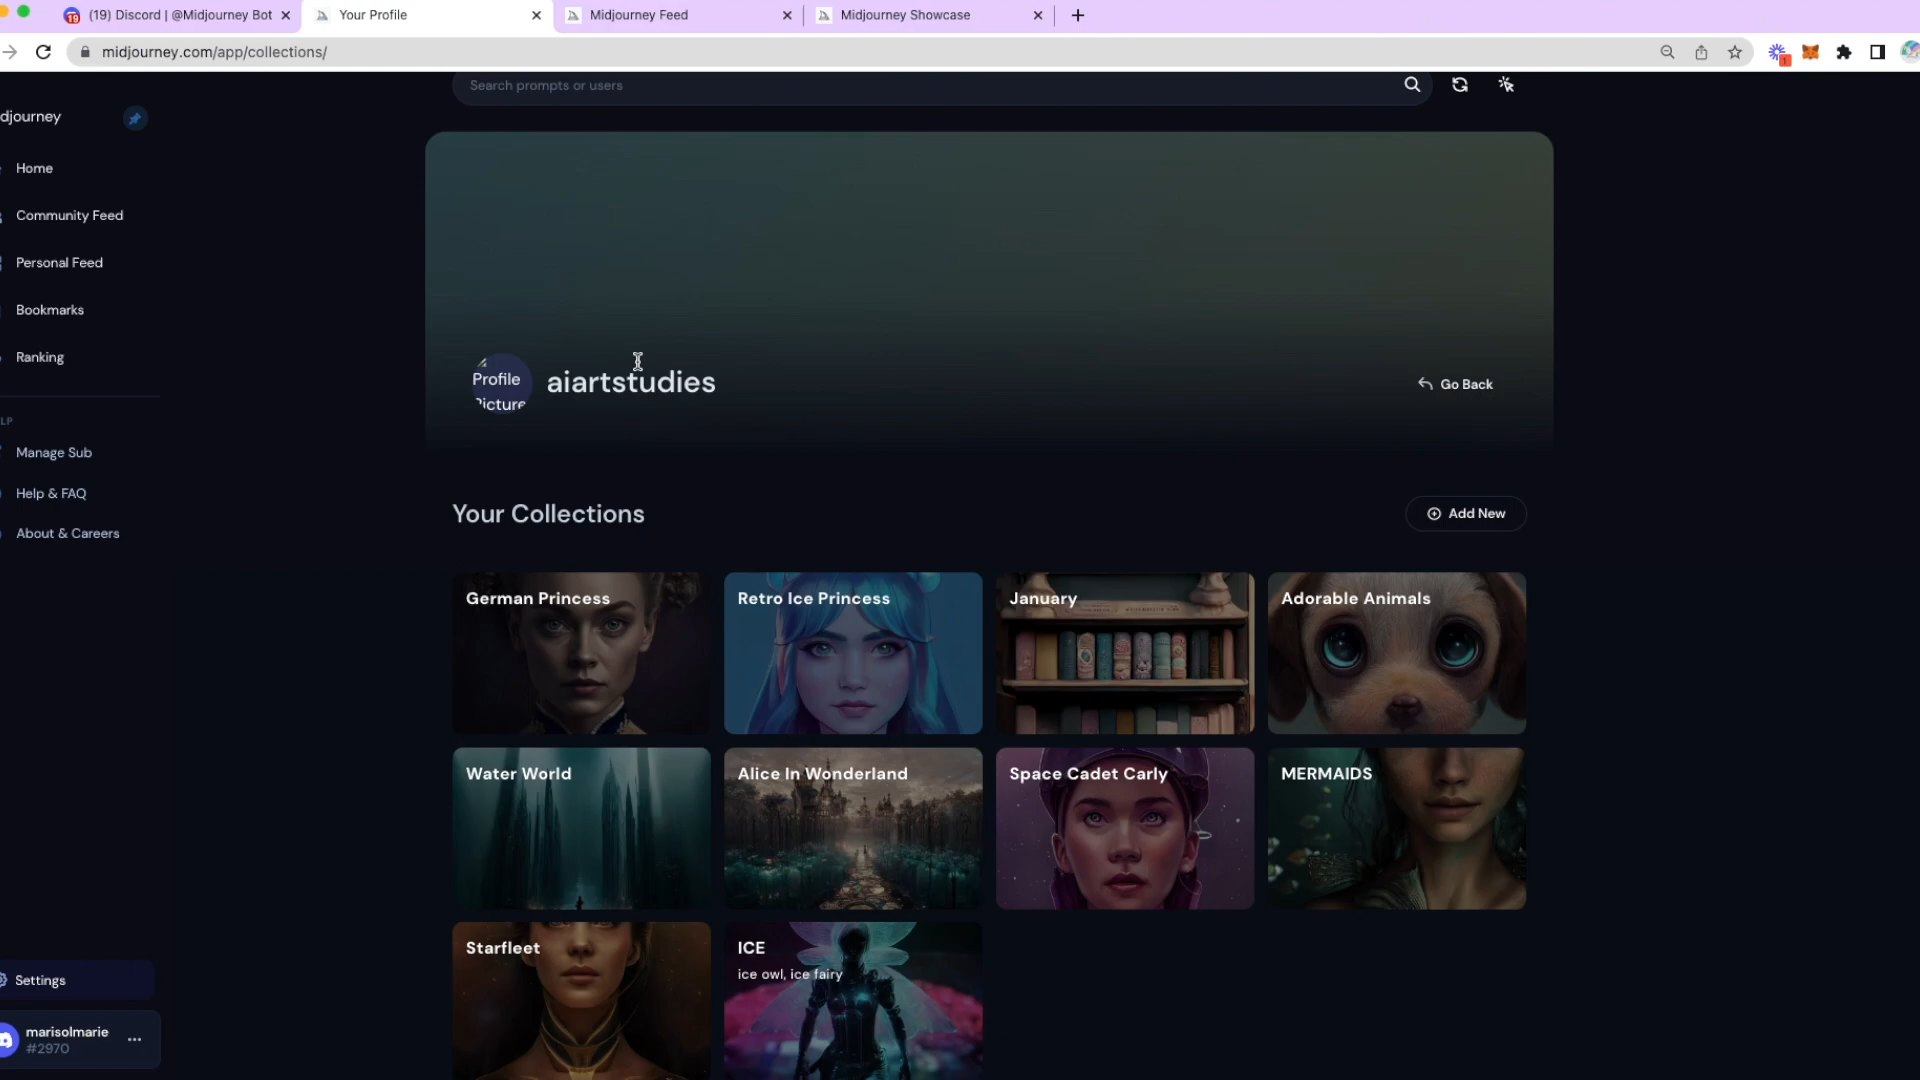 19 (19) Discord | @Midjourney Bot
Your Profile
Midjourney Feed
Midjourney Showcase
midjourney.com/app/collections/
1
Search prompts or users
djourney
Home
Community Feed
Personal Feed
Bookmarks
Ranking
LP
Manage Sub
Help & FAQ
About & Careers
Settings
marisolmarie
#2970
Profile
Picture
aiartstudies
Go Back
Your Collections
Add New
German Princess
Retro Ice Princess
January
Adorable Animals
Water World
Alice In Wonderland
Space Cadet Carly
MERMAIDS
Starfleet
ICE
ice owl, ice fairy